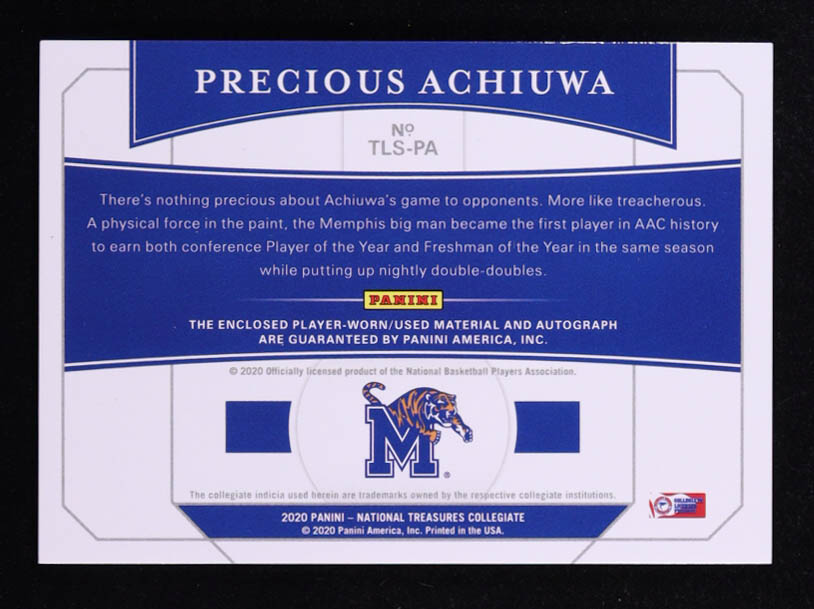 PRECIOUS ACHIUWA
Nº
TLS-PA
There's nothing precious about Achiuwa's game to opponents. More like treacherous.
A physical force in the paint, the Memphis big man became the first player in AAC history
to earn both conference Player of the Year and Freshman of the Year in the same season
while putting up nightly double-doubles.
PANINI
THE ENCLOSED PLAYER-WORN/USED MATERIAL AND AUTOGRAPH
ARE GUARANTEED BY PANINI AMERICA, INC.
© 2020 Officially licensed product of the National Basketball Players Association.
M®
The collegiate indicia used herein are trademarks owned by the respective collegiate institutions.
2020 PANINI – NATIONAL TREASURES COLLEGIATE
© 2020 Panini America, Inc. Printed in the USA.